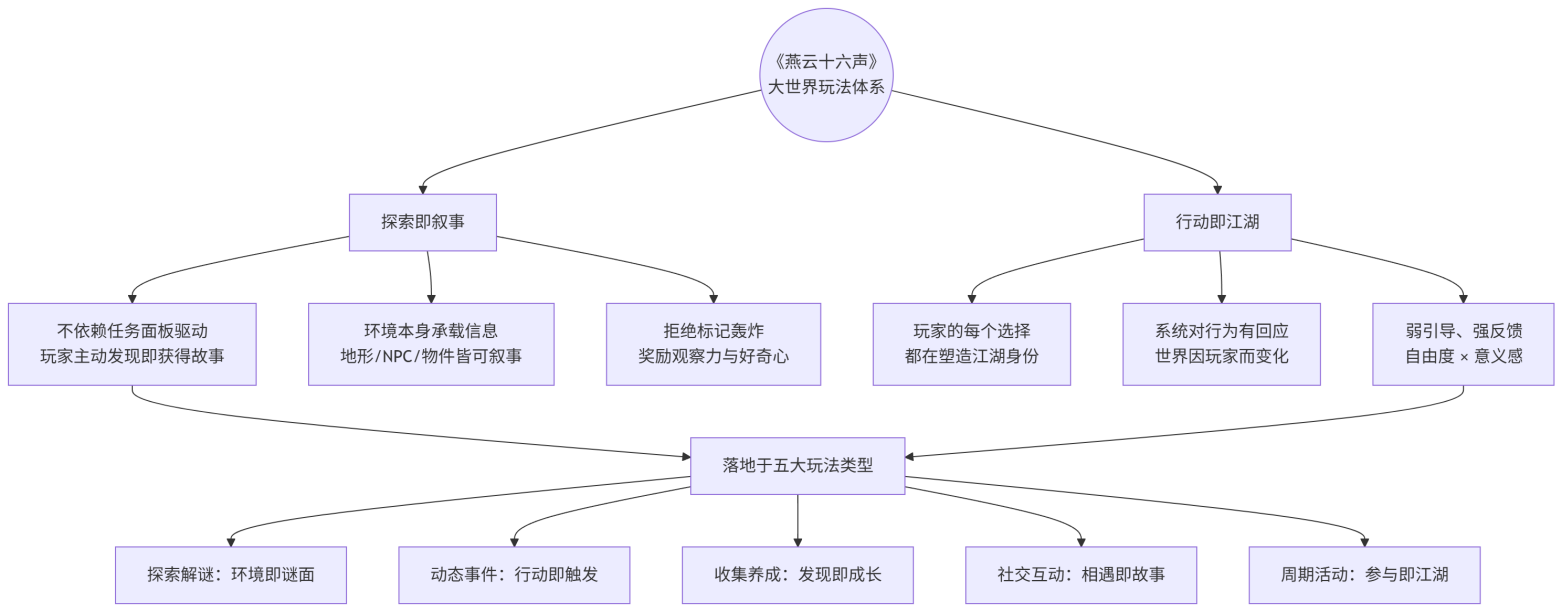 《燕云十六声》
大世界玩法体系
探索即叙事
行动即江湖
不依赖任务面板驱动
玩家主动发现即获得故事
环境本身承载信息
地形/NPC/物件皆可叙事
拒绝标记轰炸
奖励观察力与好奇心
玩家的每个选择
都在塑造江湖身份
系统对行为有回应
世界因玩家而变化
弱引导、强反馈
自由度 × 意义感
落地于五大玩法类型
探索解谜：环境即谜面
动态事件：行动即触发
收集养成：发现即成长
社交互动：相遇即故事
周期活动：参与即江湖